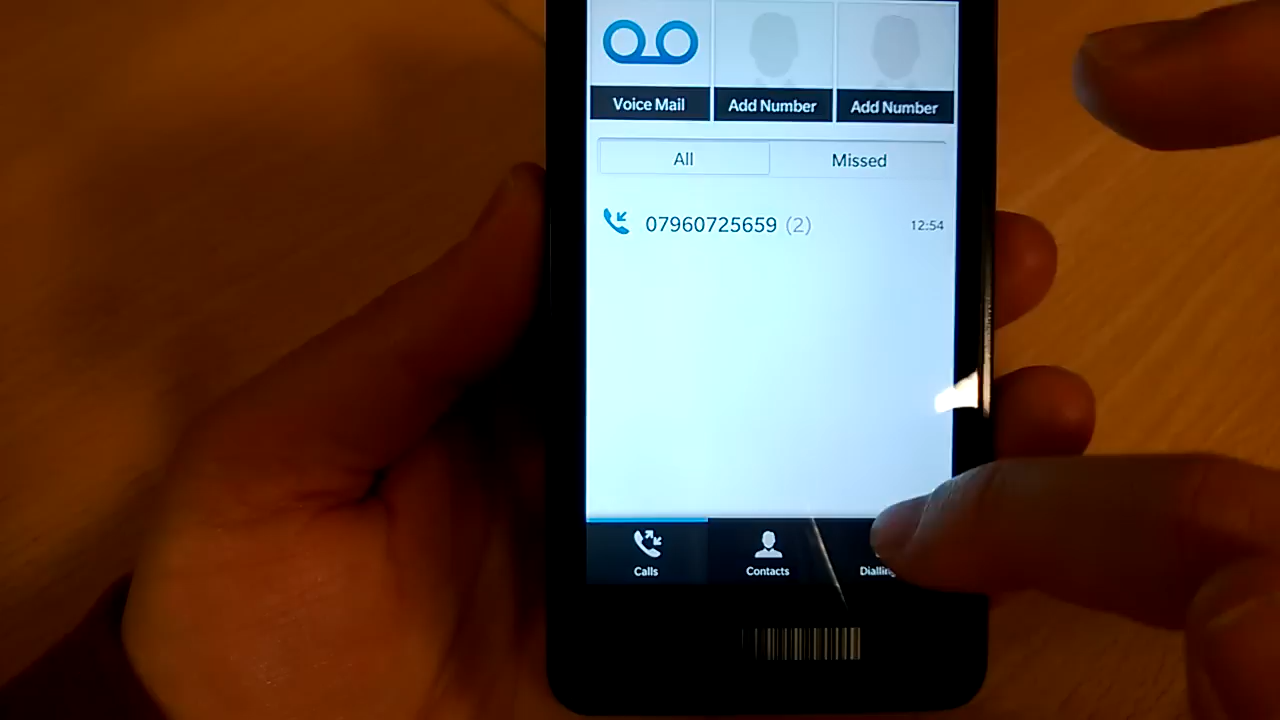 Voice Mail
Add Number
Add Number
All
Missed
07960725659 (2)
12:54
Calls
Contacts